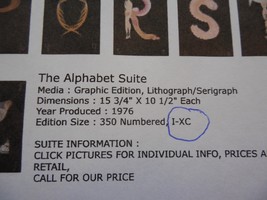 R S T
The Alphabet Suite
Media : Graphic Edition, Lithograph/Serigraph
Dimensions : 15 3/4" X 10 1/2" Each
Year Produced : 1976
Edition Size : 350 Numbered, I-XC
SUITE INFORMATION :
CLICK PICTURES FOR INDIVIDUAL INFO, PRICES A
RETAIL,
CALL FOR OUR PRICE